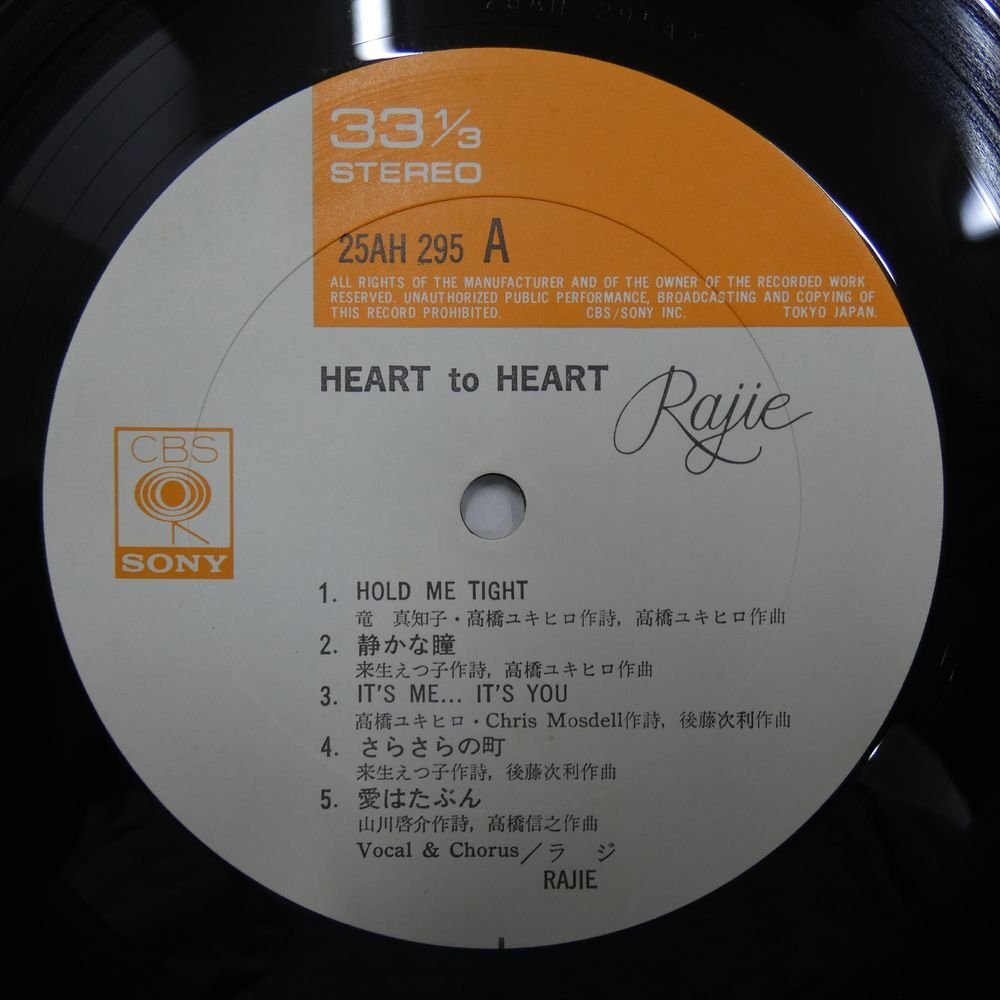 33 1/3
STEREO
25AH 295 A
ALL RIGHTS OF THE MANUFACTURER AND OF THE OWNER OF THE RECORDED WORK
RESERVED. UNAUTHORIZED PUBLIC PERFORMANCE, BROADCASTING AND COPYING OF
THIS RECORD PROHIBITED. CBS/SONY INC. TOKYO JAPAN.
HEART to HEART Rajie
CBS
SONY
1. HOLD ME TIGHT
竜 真知子・高橋ユキヒロ作詩, 高橋ユキヒロ作曲
2. 静かな瞳
来生えつ子作詩, 高橋ユキヒロ作曲
3. IT'S ME... IT'S YOU
高橋ユキヒロ・Chris Mosdell作詩, 後藤次利作曲
4. さらさらの町
来生えつ子作詩, 後藤次利作曲
5. 愛はたぶん
山川啓介作詩, 高橋信之作曲
Vocal & Chorus/ラ ジ
RAJIE